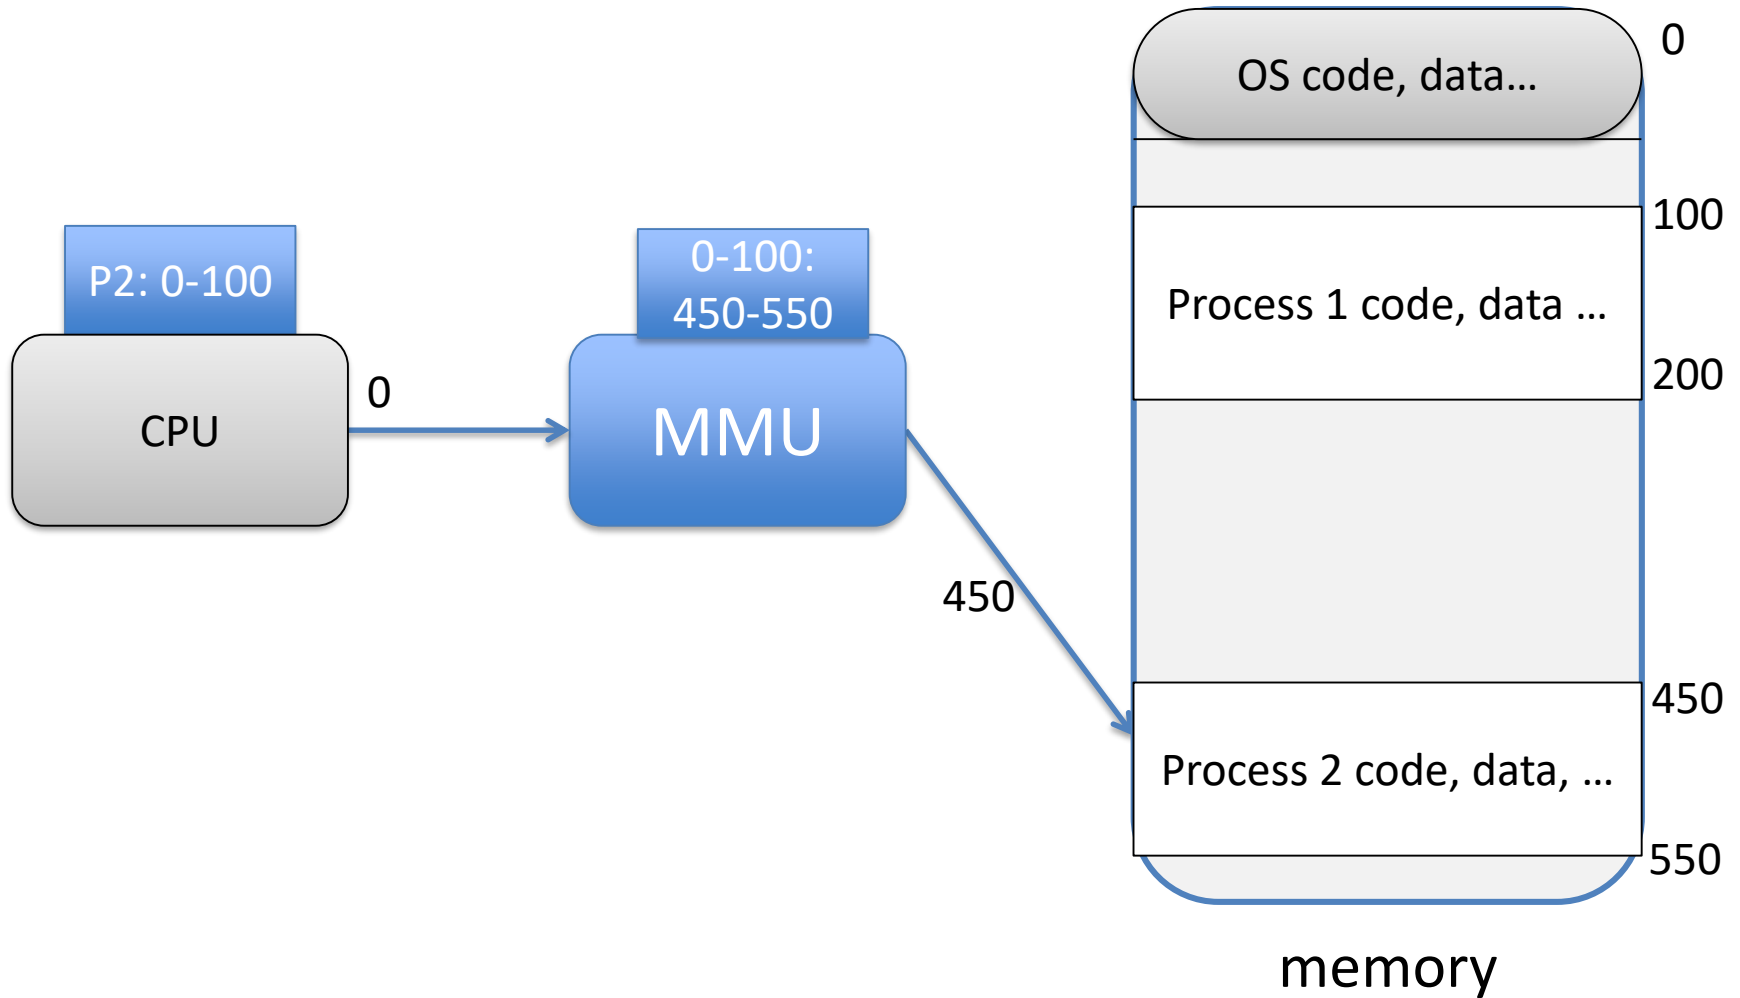 OS code, data…
0
100
P2: 0-100
0-100:
450-550
Process 1 code, data …
200
0
CPU
MMU
450
450
Process 2 code, data, …
550
memory